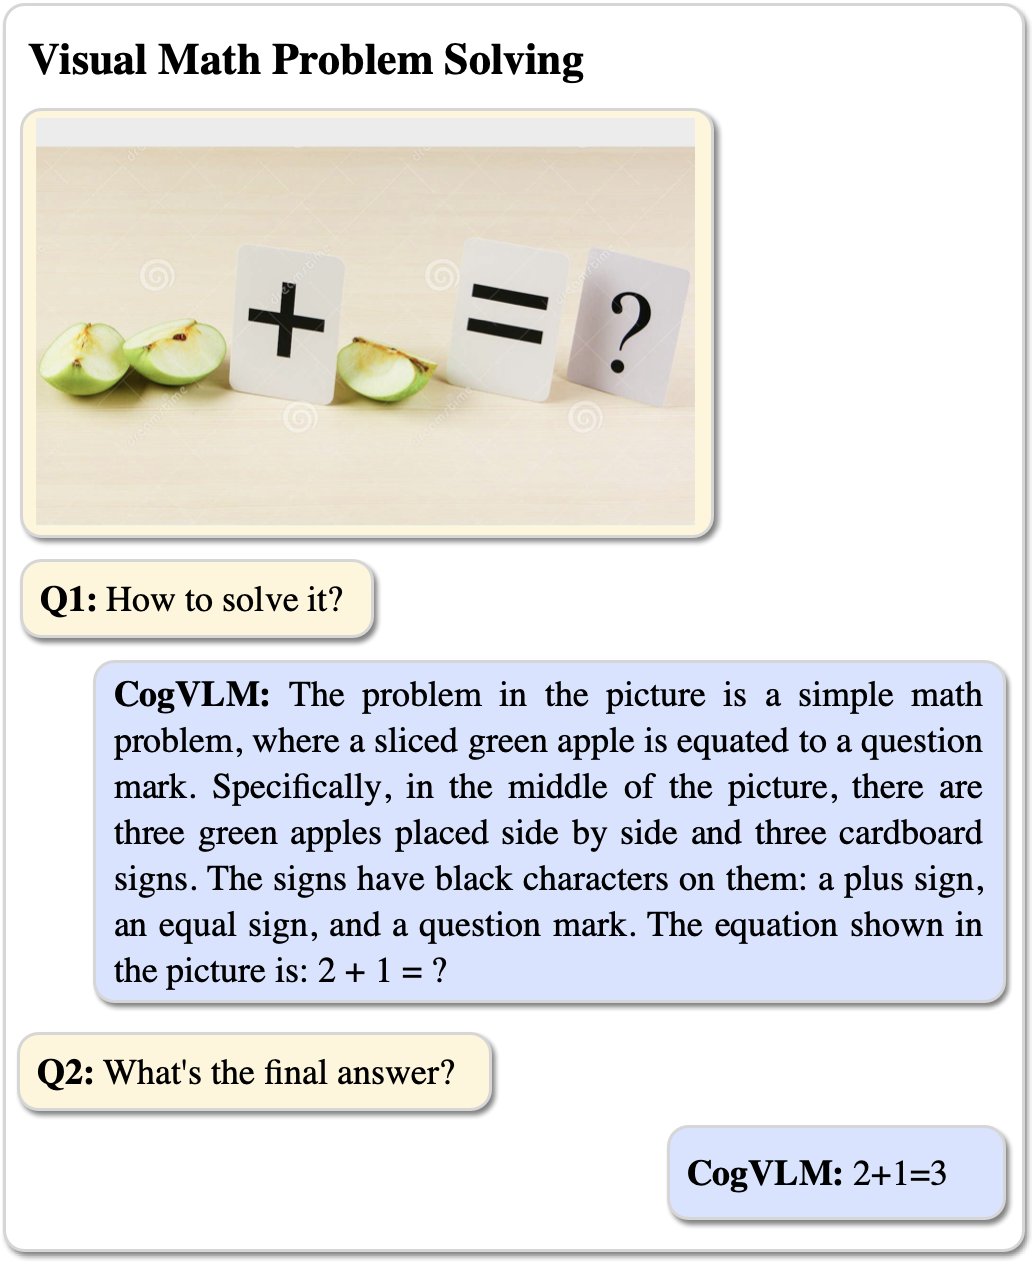 Visual Math Problem Solving
+ = ?
Q1: How to solve it?
CogVLM: The problem in the picture is a simple math
problem, where a sliced green apple is equated to a question
mark. Specifically, in the middle of the picture, there are
three green apples placed side by side and three cardboard
signs. The signs have black characters on them: a plus sign,
an equal sign, and a question mark. The equation shown in
the picture is: 2 + 1 = ?
Q2: What's the final answer?
CogVLM: 2+1=3